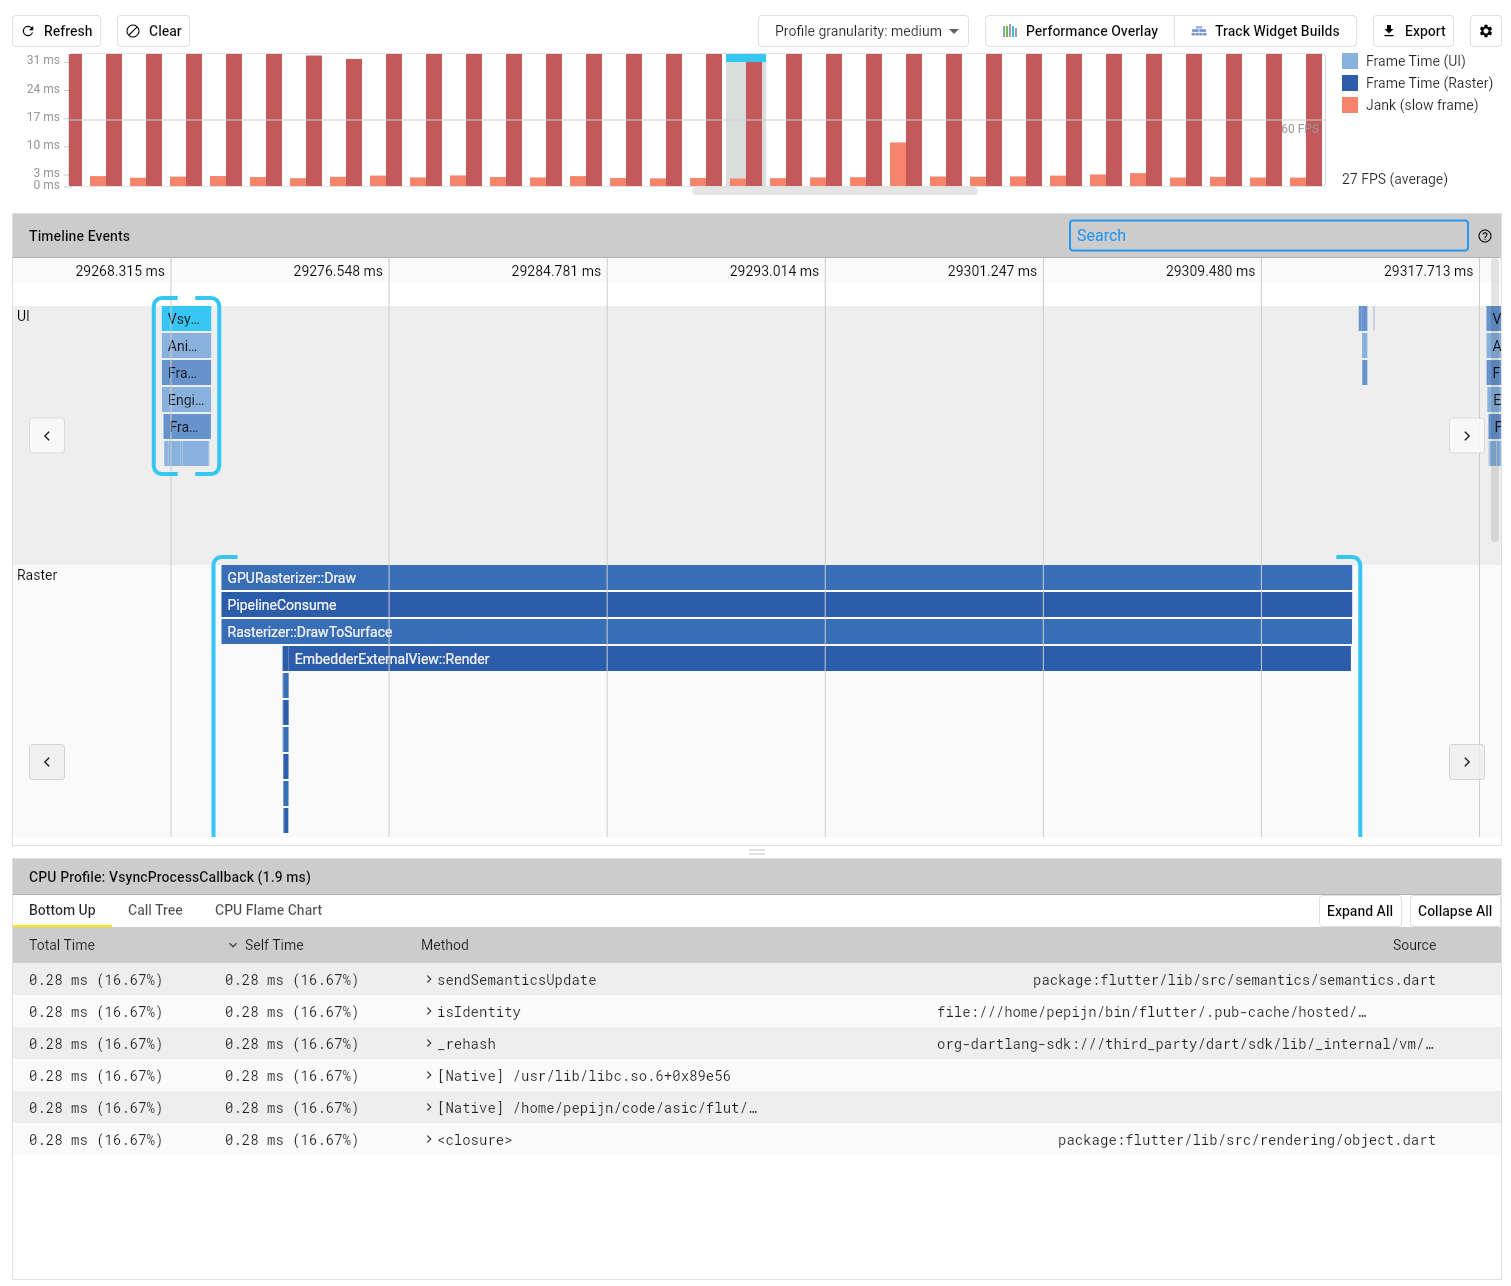 Refresh Clear Profile granularity: medium Performance Overlay Track Widget Builds Export
31 ms
24 ms
17 ms
10 ms
3 ms
0 ms
60 FPS
Frame Time (UI)
Frame Time (Raster)
Jank (slow frame)
27 FPS (average)
Timeline Events Search
29268.315 ms 29276.548 ms 29284.781 ms 29293.014 ms 29301.247 ms 29309.480 ms 29317.713 ms
UI Vsy... V
Ani... A
Fra... F
Engi... E
Fra... F
Raster GPURasterizer::Draw
PipelineConsume
Rasterizer::DrawToSurface
EmbedderExternalView::Render
CPU Profile: VsyncProcessCallback (1.9 ms)
Bottom Up Call Tree CPU Flame Chart Expand All Collapse All
Total Time Self Time Method Source
0.28 ms (16.67%) 0.28 ms (16.67%) sendSemanticsUpdate package:flutter/lib/src/semantics/semantics.dart
0.28 ms (16.67%) 0.28 ms (16.67%) isIdentity file:///home/pepijn/bin/flutter/.pub-cache/hosted/…
0.28 ms (16.67%) 0.28 ms (16.67%) _rehash org-dartlang-sdk:///third_party/dart/sdk/lib/_internal/vm/…
0.28 ms (16.67%) 0.28 ms (16.67%) [Native] /usr/lib/libc.so.6+0x89e56
0.28 ms (16.67%) 0.28 ms (16.67%) [Native] /home/pepijn/code/asic/flut/…
0.28 ms (16.67%) 0.28 ms (16.67%) <closure> package:flutter/lib/src/rendering/object.dart